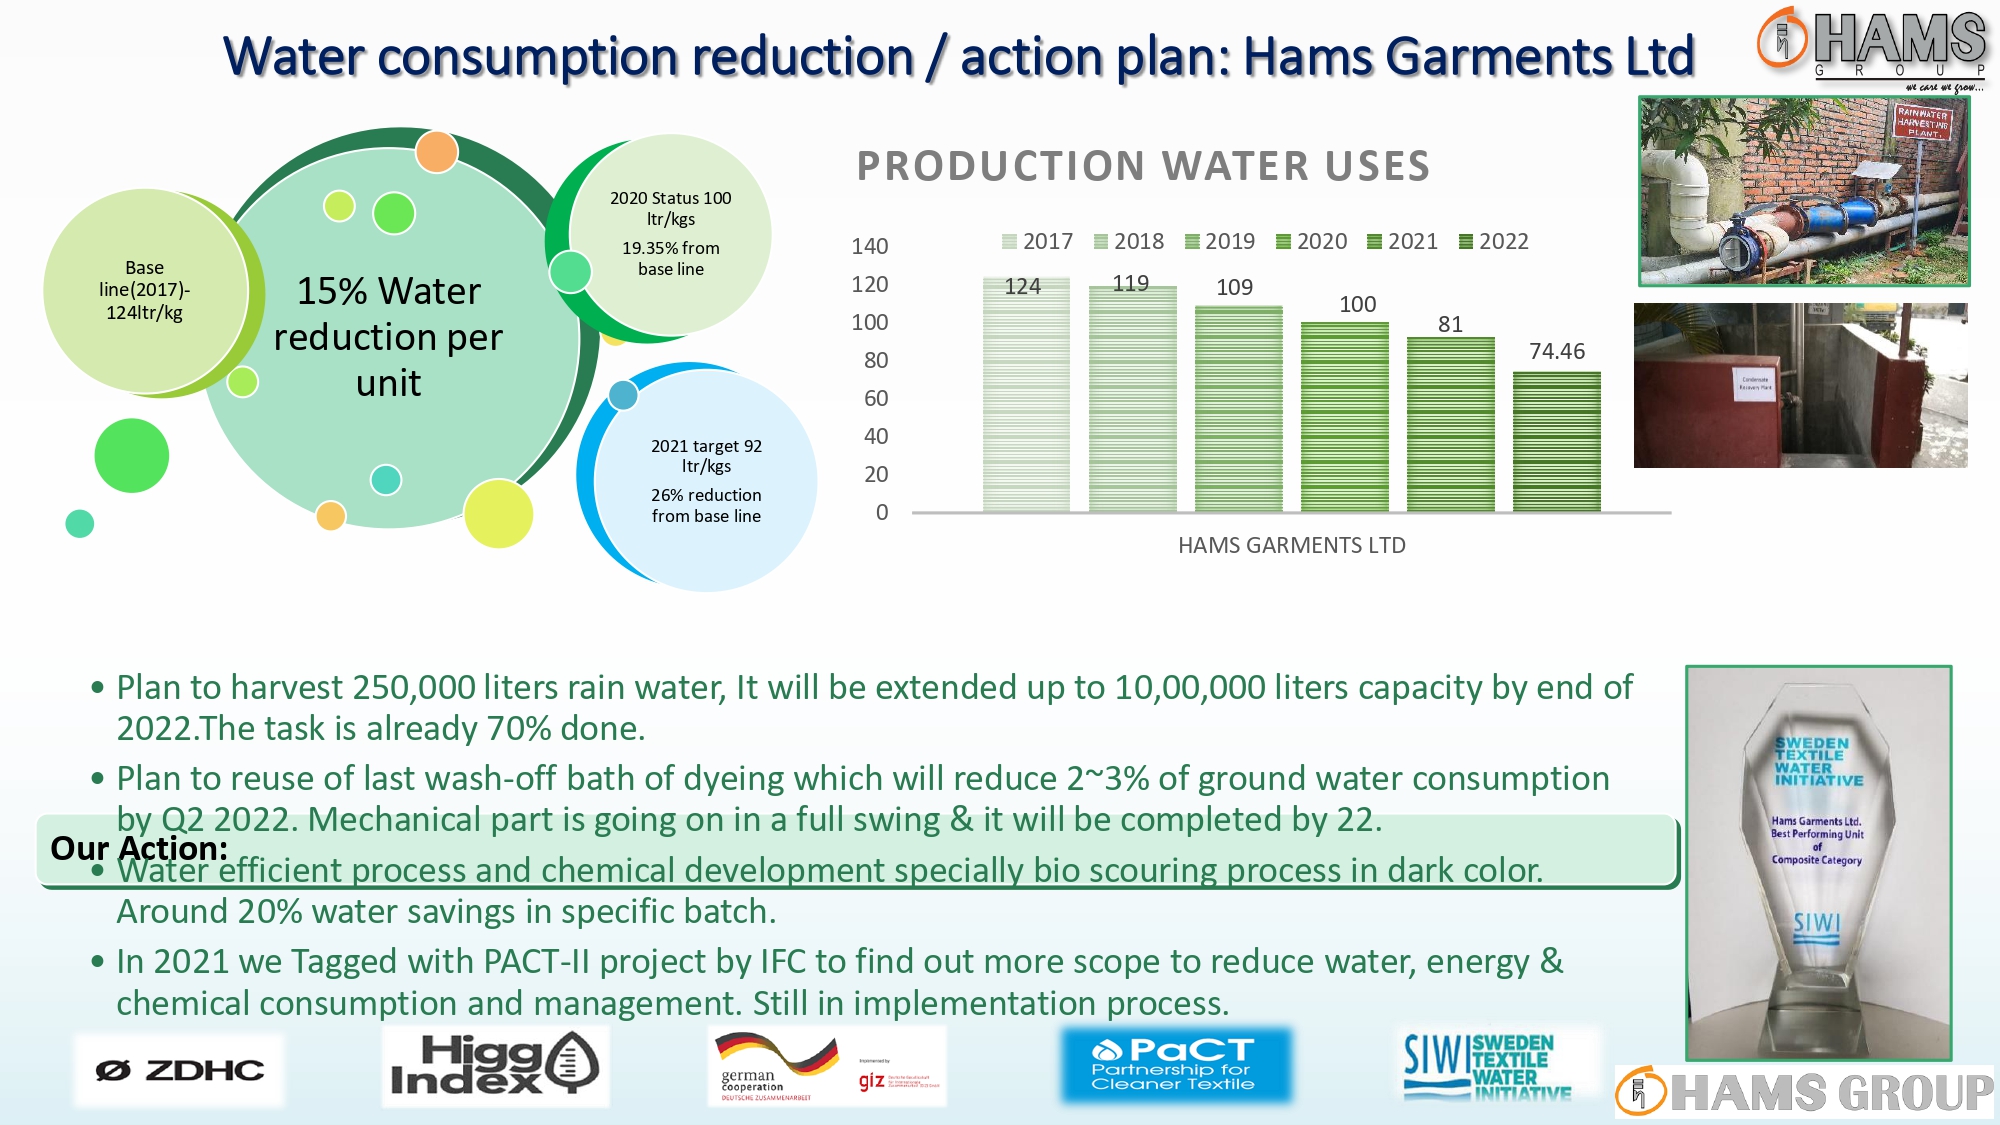 Water consumption reduction / action plan: Hams Garments Ltd
HAMS
GROUP
we care we grow...
RAINWATER
HARVESTING
PLANT.
Base
line(2017)-
124ltr/kg
15% Water
reduction per
unit
2020 Status 100
ltr/kgs
19.35% from
base line
2021 target 92
ltr/kgs
26% reduction
from base line
PRODUCTION WATER USES
2017 2018 2019 2020 2021 2022
140
120
100
80
60
40
20
0
124
119
109
100
81
74.46
HAMS GARMENTS LTD
Condensate
Recovery Plant
• Plan to harvest 250,000 liters rain water, It will be extended up to 10,00,000 liters capacity by end of
2022.The task is already 70% done.
• Plan to reuse of last wash-off bath of dyeing which will reduce 2~3% of ground water consumption
by Q2 2022. Mechanical part is going on in a full swing & it will be completed by 22.
Our Action:
• Water efficient process and chemical development specially bio scouring process in dark color.
Around 20% water savings in specific batch.
• In 2021 we Tagged with PACT-II project by IFC to find out more scope to reduce water, energy &
chemical consumption and management. Still in implementation process.
SWEDEN
TEXTILE
WATER
INITIATIVE
Hams Garments Ltd.
Best Performing Unit
of
Composite Category
SIWI
ZDHC
Higg
Index
german
cooperation
DEUTSCHE ZUSAMMENARBEIT
Implemented by
giz
PaCT
Partnership for
Cleaner Textile
SIWI
SWEDEN
TEXTILE
WATER
INITIATIVE
HAMS GROUP